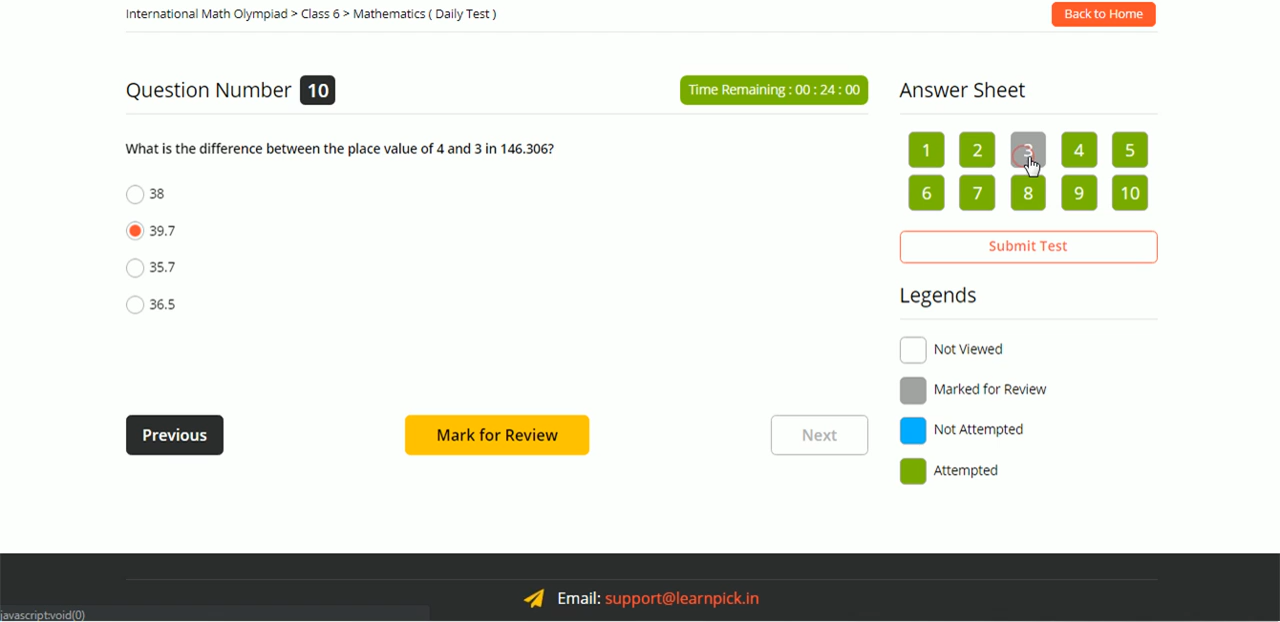 International Math Olympiad > Class 6 > Mathematics ( Daily Test )
Back to Home
Question Number 10
Time Remaining : 00 : 24 : 00
What is the difference between the place value of 4 and 3 in 146.306?
38
39.7
35.7
36.5
Previous
Mark for Review
Next
Answer Sheet
1 2 3 4 5
6 7 8 9 10
Submit Test
Legends
Not Viewed
Marked for Review
Not Attempted
Attempted
Email: support@learnpick.in
javascript:void(0)